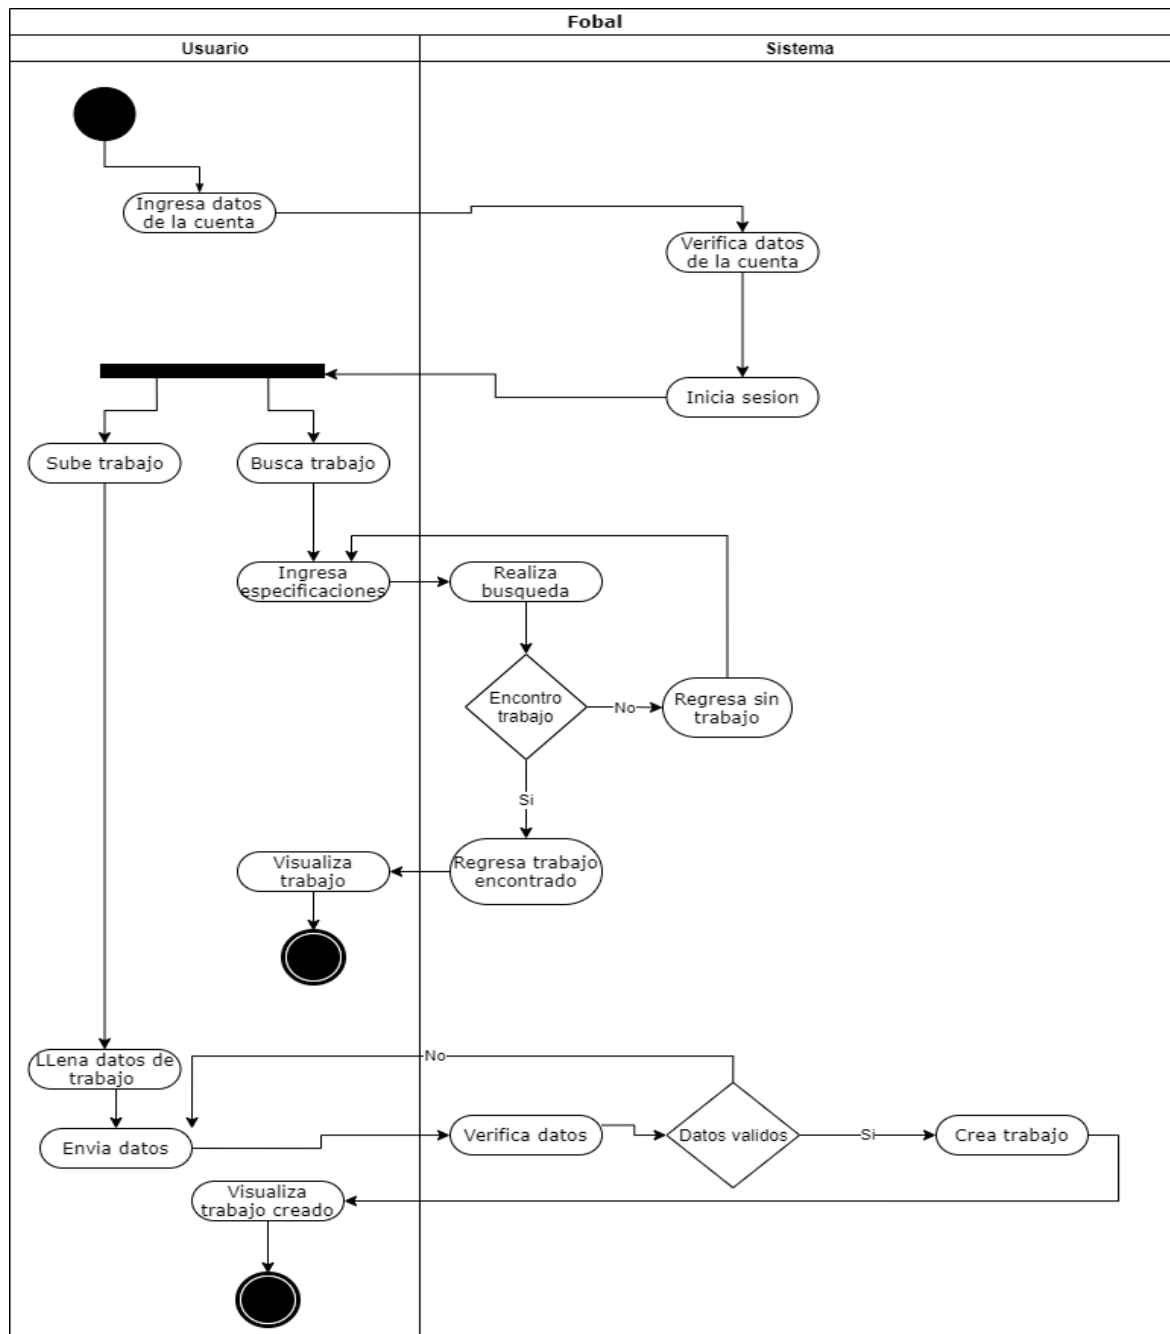 Fobal
Usuario
Sistema
Ingresa datos
de la cuenta
Verifica datos
de la cuenta
Inicia sesion
Sube trabajo
Busca trabajo
Ingresa
especificaciones
Realiza
busqueda
Encontro
trabajo
No
Regresa sin
trabajo
Si
Visualiza
trabajo
Regresa trabajo
encontrado
LLena datos de
trabajo
No
Envia datos
Verifica datos
Datos validos
Si
Crea trabajo
Visualiza
trabajo creado